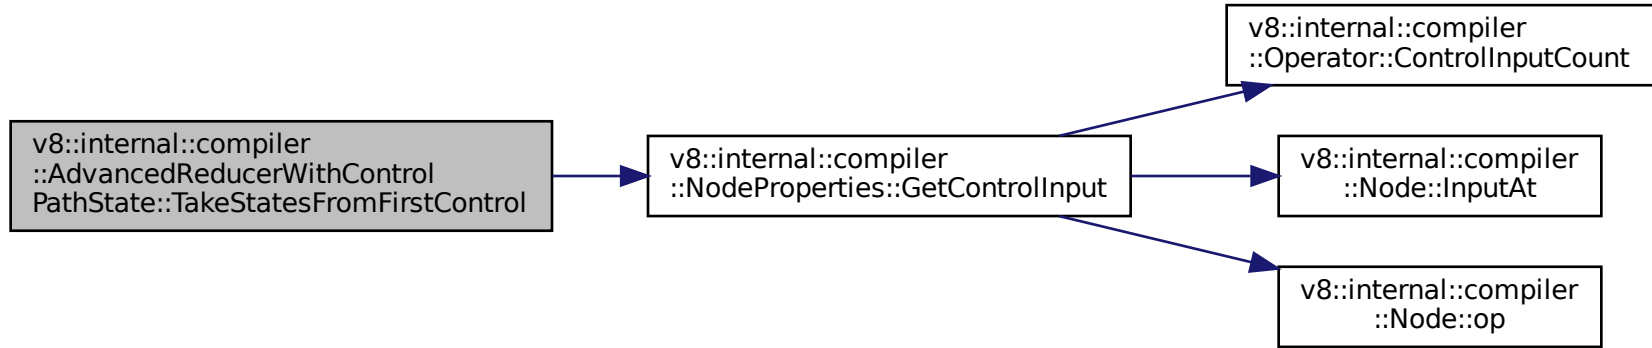 v8::internal::compiler
::AdvancedReducerWithControl
PathState::TakeStatesFromFirstControl
v8::internal::compiler
::NodeProperties::GetControlInput
v8::internal::compiler
::Operator::ControlInputCount
v8::internal::compiler
::Node::InputAt
v8::internal::compiler
::Node::op